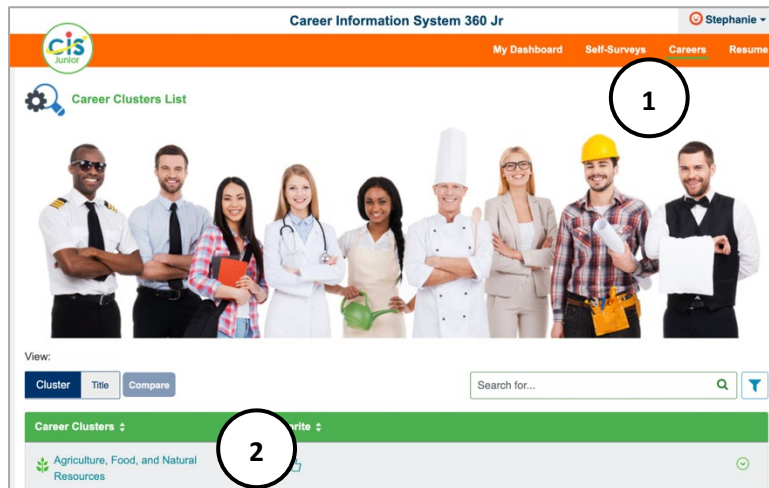 Career Information System 360 Jr
Stephanie
cis
Junior
My Dashboard Self-Surveys Careers Resume
1
Career Clusters List
View:
Cluster Title Compare
Search for...
Career Clusters orite
2
Agriculture, Food, and Natural
Resources